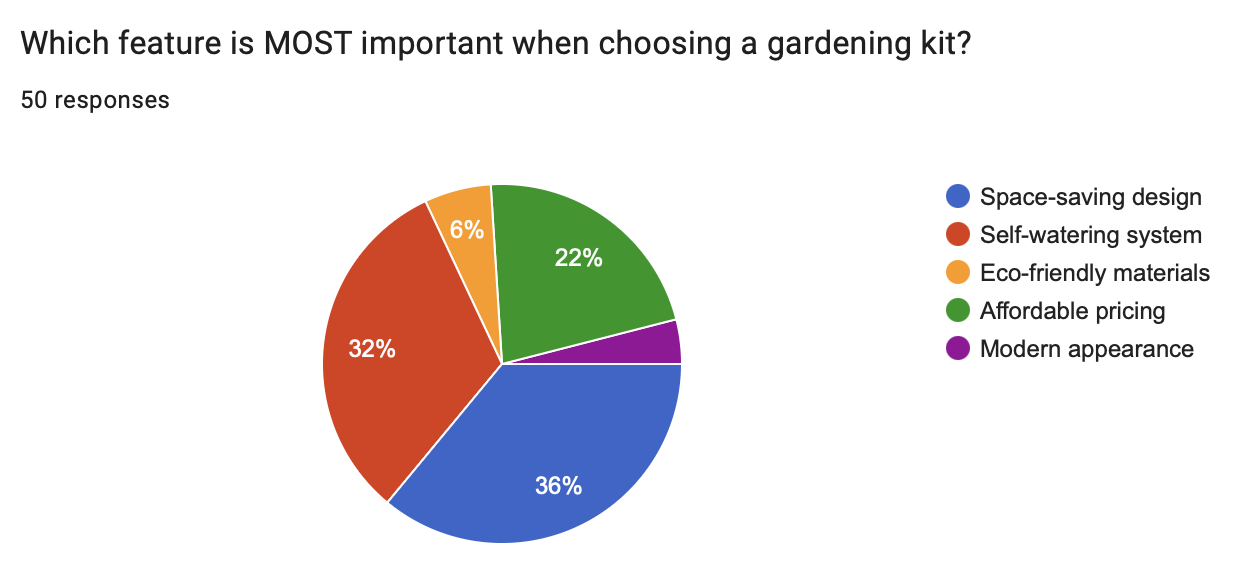 Which feature is MOST important when choosing a gardening kit?
50 responses
6%
22%
32%
36%
Space-saving design
Self-watering system
Eco-friendly materials
Affordable pricing
Modern appearance